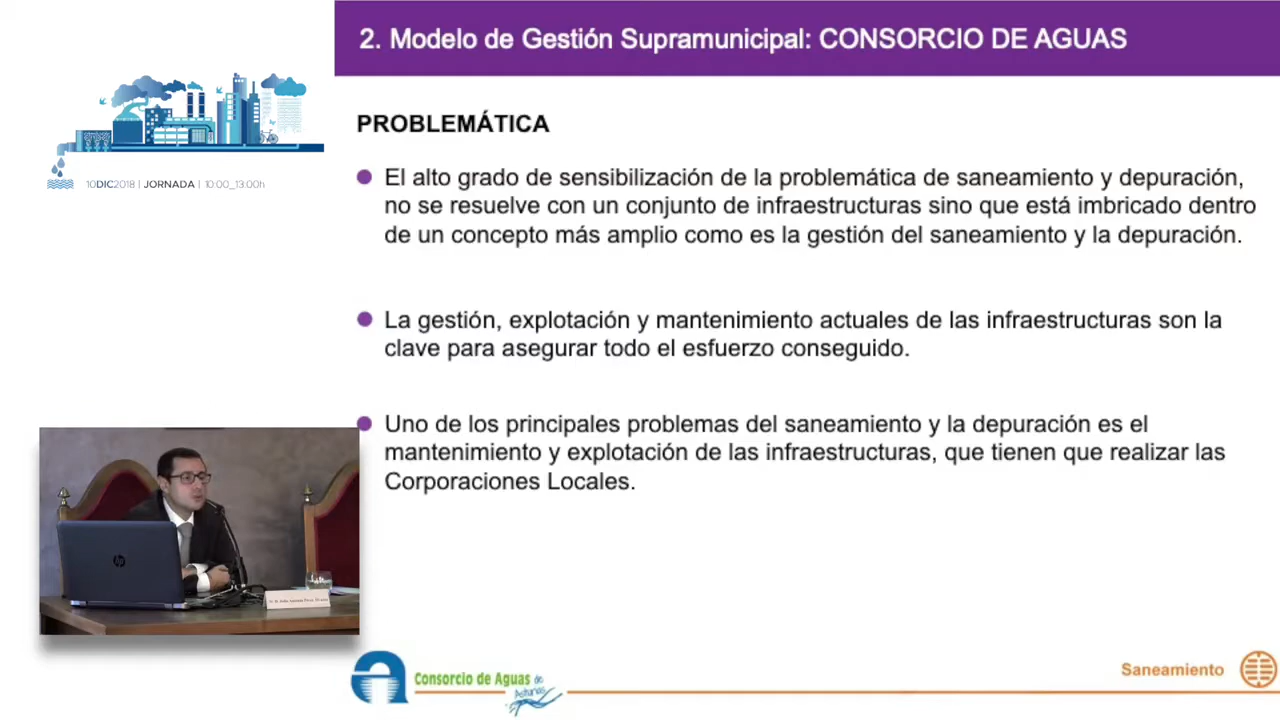 2. Modelo de Gestión Supramunicipal: CONSORCIO DE AGUAS
10DIC2018 | JORNADA | 10:00_13:00h
PROBLEMÁTICA
El alto grado de sensibilización de la problemática de saneamiento y depuración,
no se resuelve con un conjunto de infraestructuras sino que está imbricado dentro
de un concepto más amplio como es la gestión del saneamiento y la depuración.
La gestión, explotación y mantenimiento actuales de las infraestructuras son la
clave para asegurar todo el esfuerzo conseguido.
Uno de los principales problemas del saneamiento y la depuración es el
mantenimiento y explotación de las infraestructuras, que tienen que realizar las
Corporaciones Locales.
hp
Consorcio de Aguas de
Asturias
Saneamiento